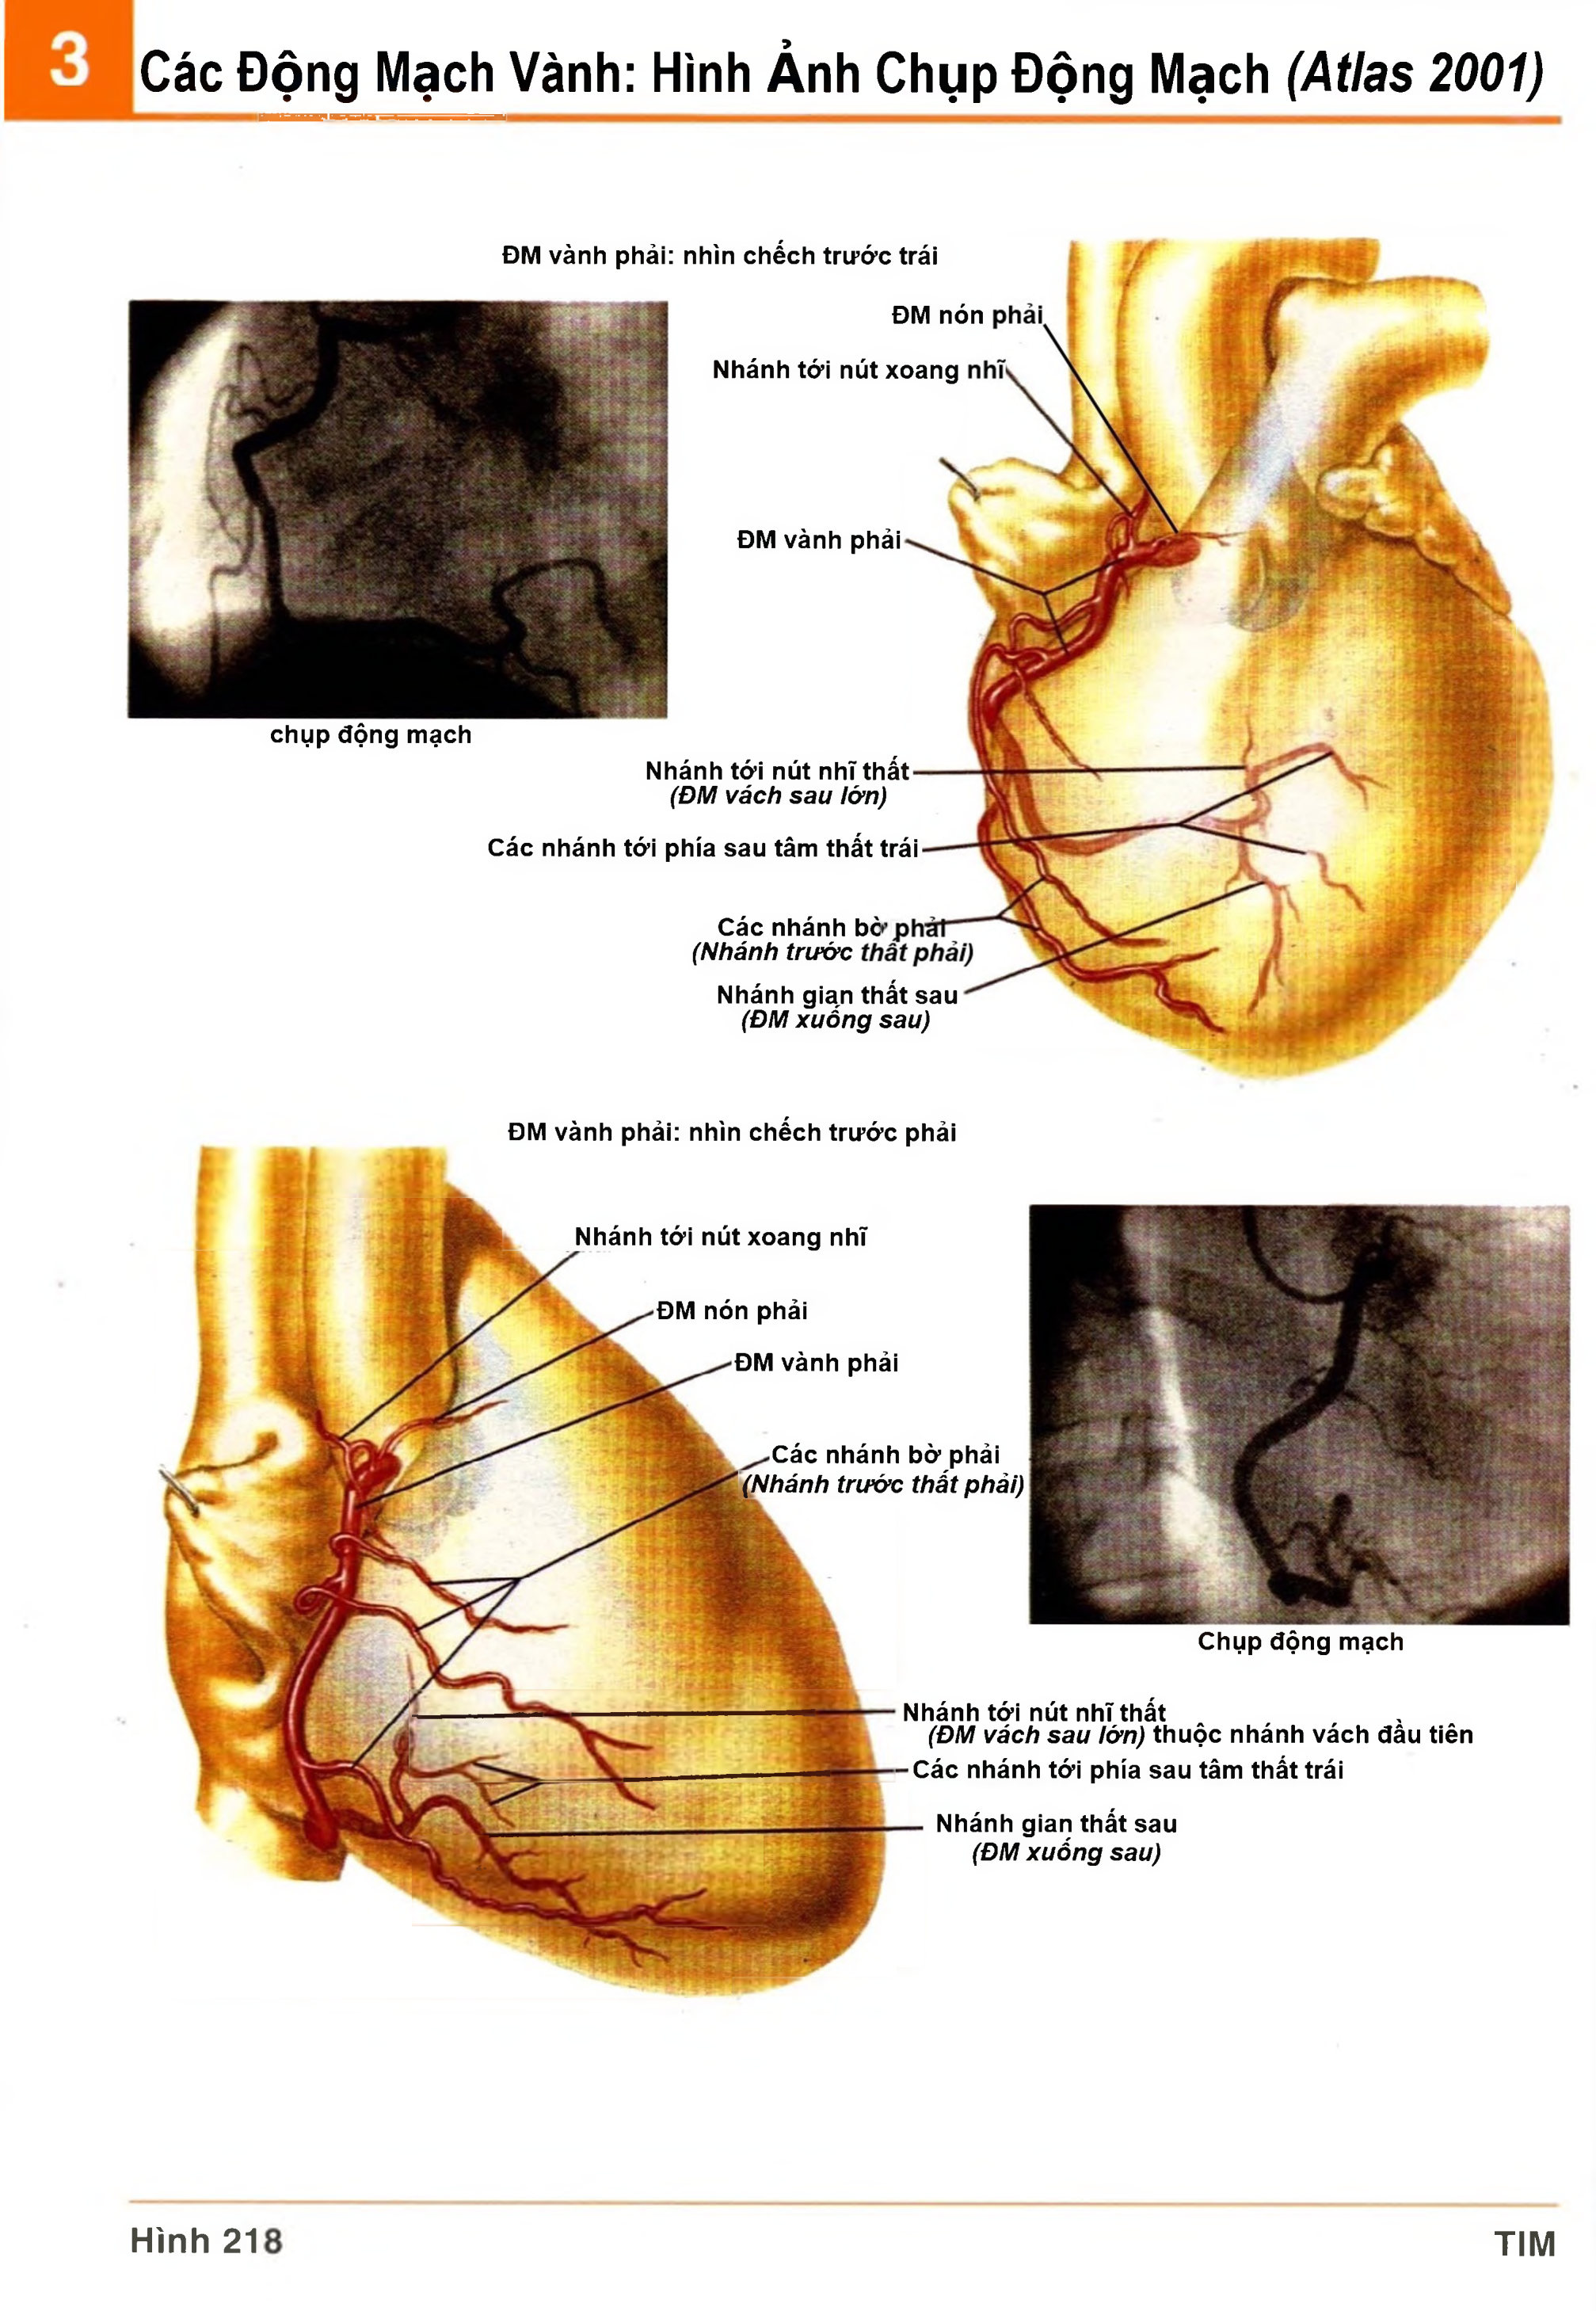 3
Các Động Mạch Vành: Hình Ảnh Chụp Động Mạch (Atlas 2001)
ĐM vành phải: nhìn chếch trước trái
ĐM nón phải
Nhánh tới nút xoang nhĩ
ĐM vành phải
chụp động mạch
Nhánh tới nút nhĩ thất
(ĐM vách sau lớn)
Các nhánh tới phía sau tâm thất trái
Các nhánh bờ phải
(Nhánh trước thất phải)
Nhánh gian thất sau
(ĐM xuống sau)
ĐM vành phải: nhìn chếch trước phải
Nhánh tới nút xoang nhĩ
ĐM nón phải
ĐM vành phải
Các nhánh bờ phải
(Nhánh trước thất phải)
Chụp động mạch
Nhánh tới nút nhĩ thất
(ĐM vách sau lớn) thuộc nhánh vách đầu tiên
Các nhánh tới phía sau tâm thất trái
Nhánh gian thất sau
(ĐM xuống sau)
Hình 218
TIM